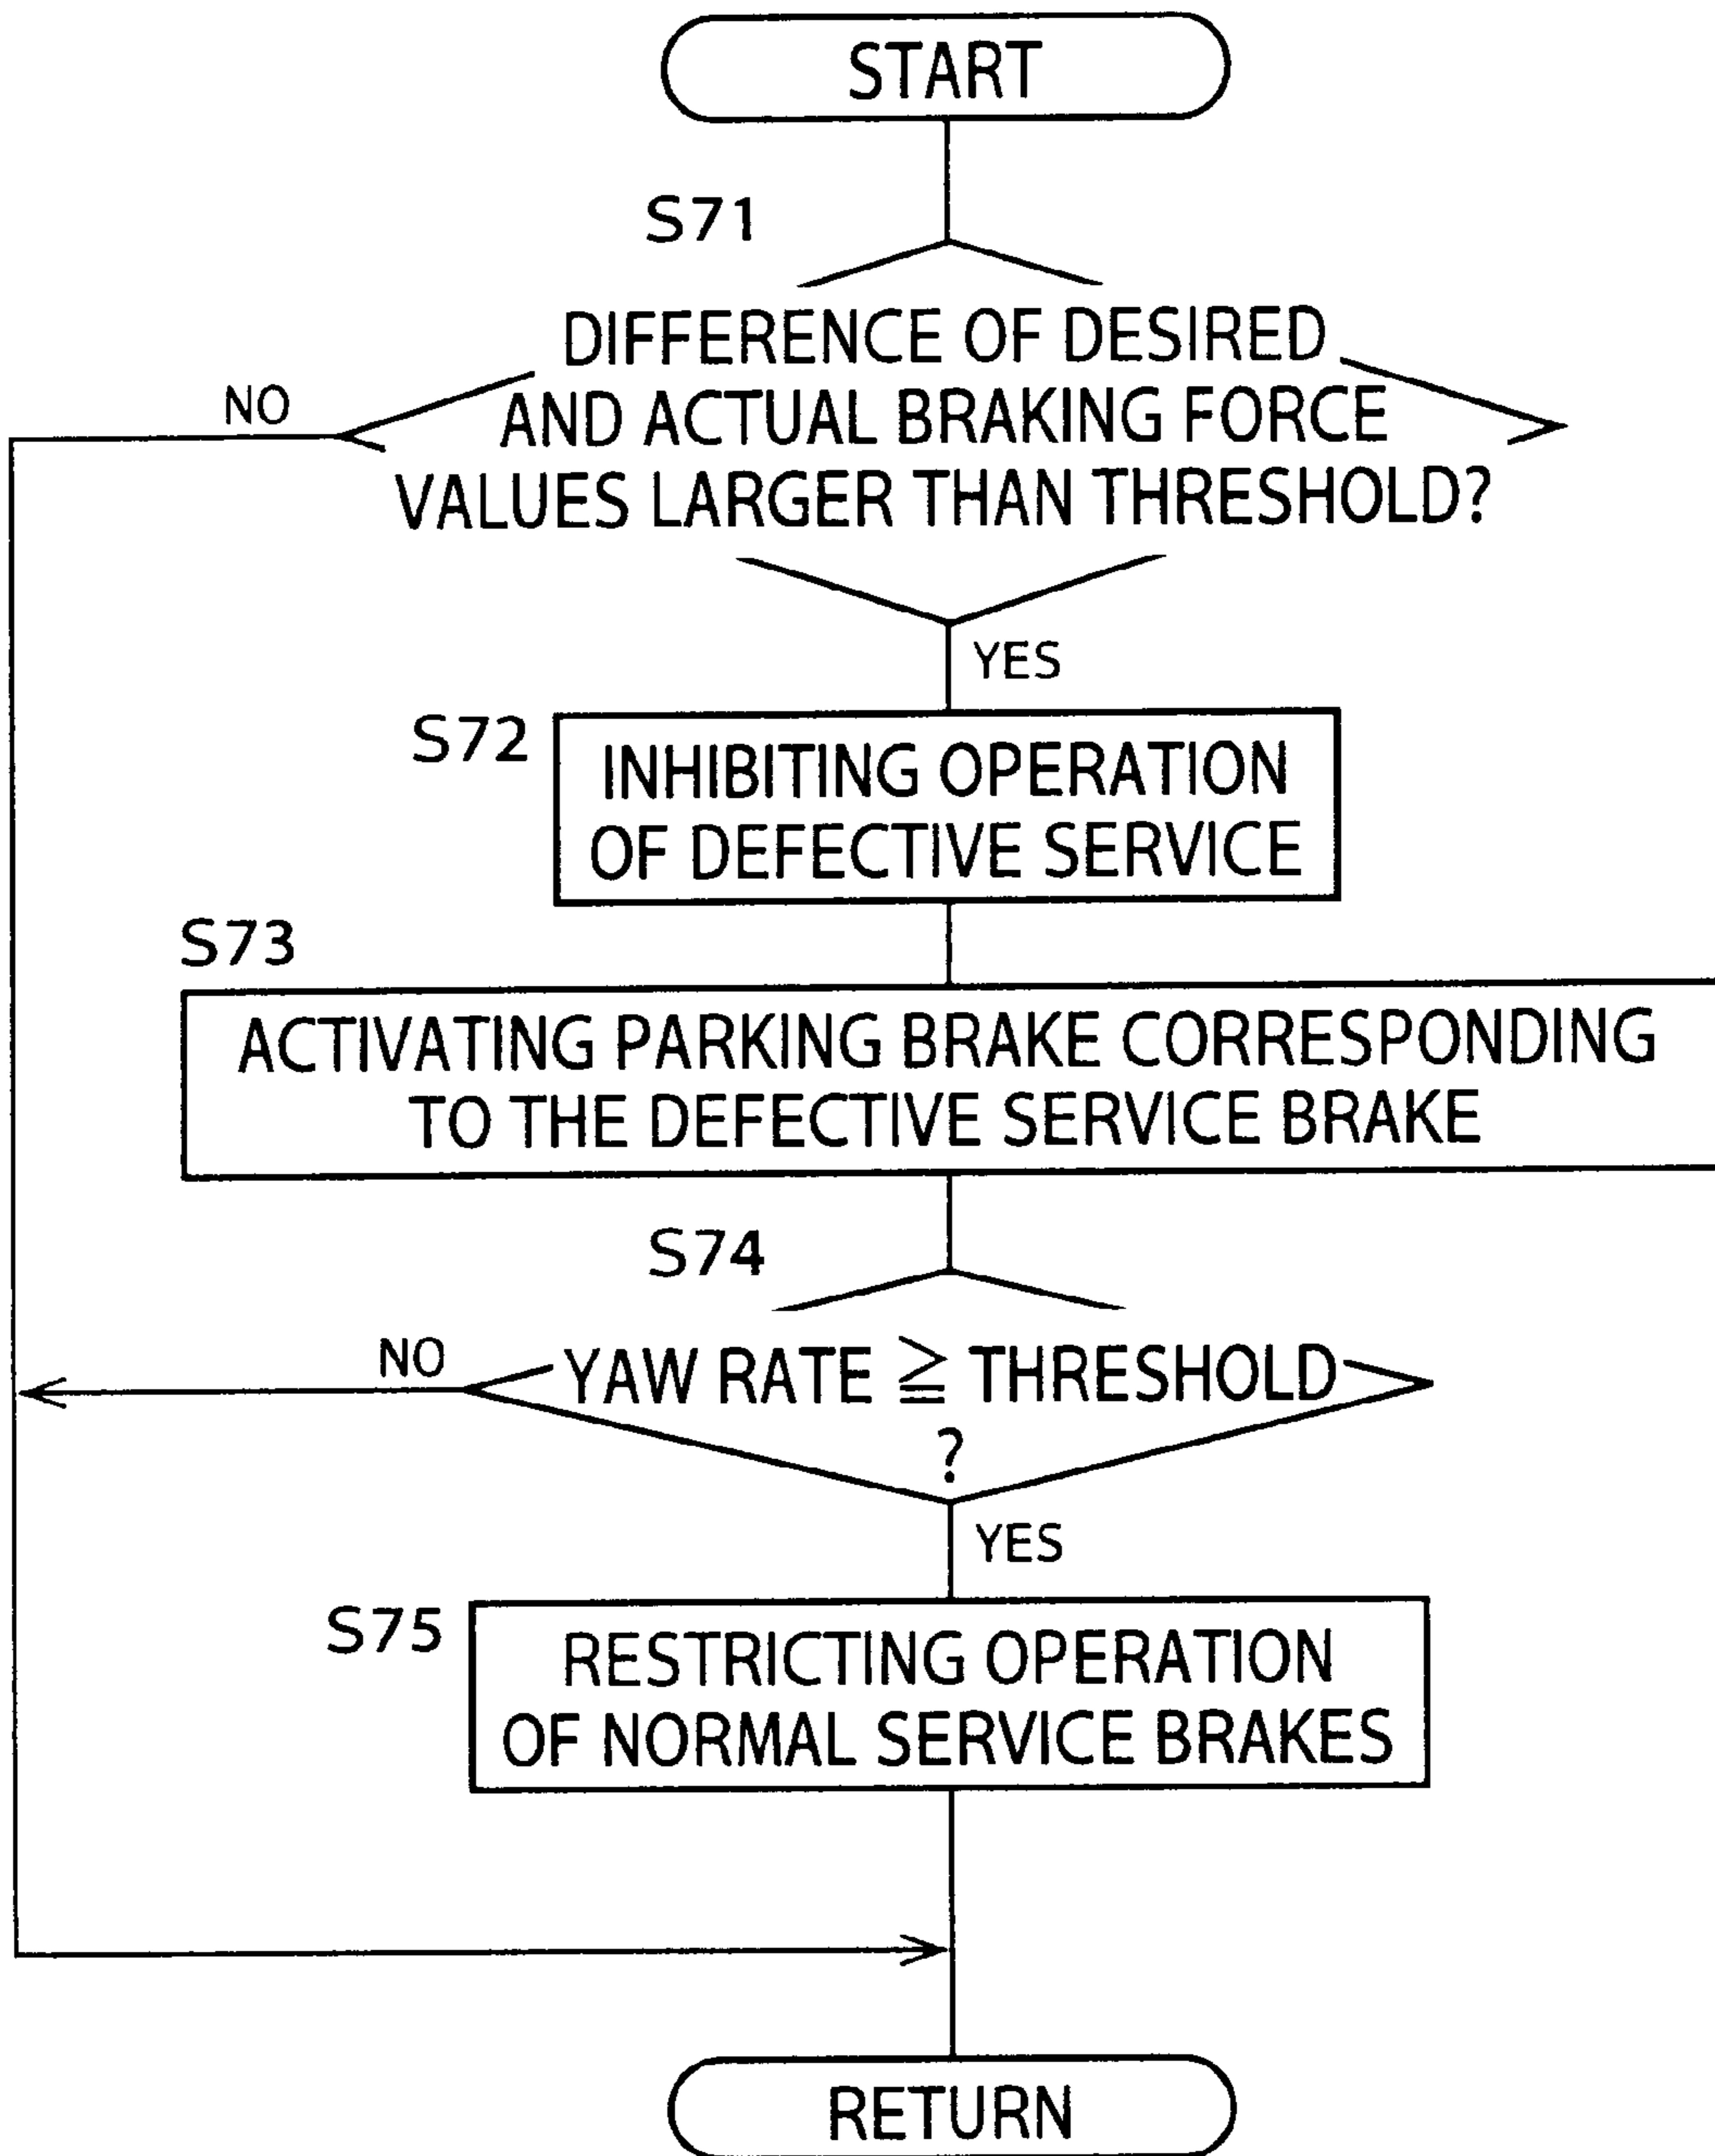 START
S71
DIFFERENCE OF DESIRED
AND ACTUAL BRAKING FORCE
VALUES LARGER THAN THRESHOLD?
NO
YES
S72
INHIBITING OPERATION
OF DEFECTIVE SERVICE
S73
ACTIVATING PARKING BRAKE CORRESPONDING
TO THE DEFECTIVE SERVICE BRAKE
S74
NO
YAW RATE ≧ THRESHOLD
?
YES
S75
RESTRICTING OPERATION
OF NORMAL SERVICE BRAKES
RETURN